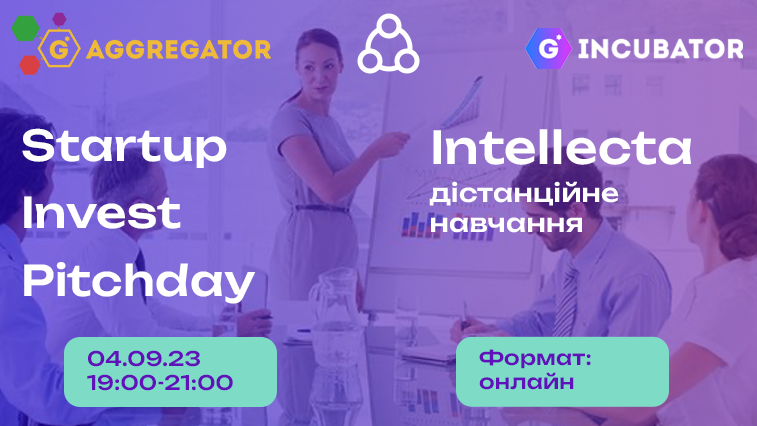 G AGGREGATOR
G INCUBATOR
Startup
Invest
Pitchday
Intellecta
дістанційне
навчання
04.09.23
19:00-21:00
Формат:
онлайн